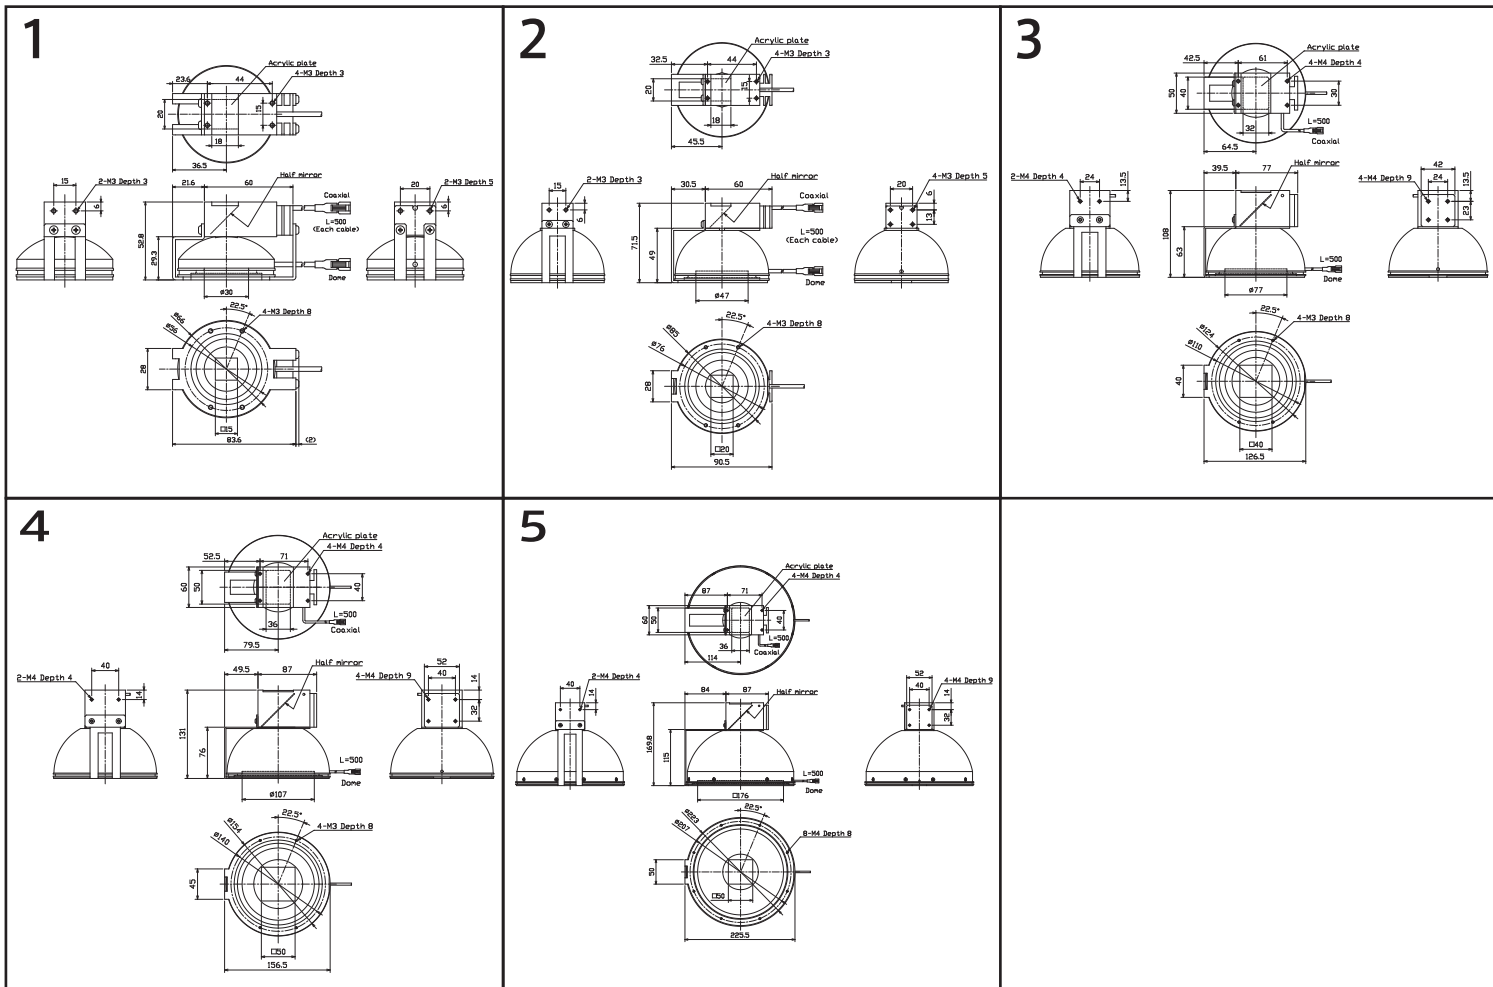 1
Acrylic plate
23.6
44
4-M3 Depth 3
20
15
18
36.5
15
2-M3 Depth 3
6
21.6
60
Half mirror
Coaxial
L=500
(Each cable)
52.8
29.3
Dome
ø30
20
2-M3 Depth 5
6
22.5°
4-M3 Depth 8
ø66
ø56
28
□15
83.6
(2)
2
Acrylic plate
32.5
44
4-M3 Depth 3
20
15
18
45.5
15
2-M3 Depth 3
6
30.5
60
Half mirror
Coaxial
L=500
(Each cable)
71.5
49
Dome
ø47
20
4-M3 Depth 5
6
13
22.5°
4-M3 Depth 8
ø85
ø76
28
□20
90.5
3
Acrylic plate
42.5
61
4-M4 Depth 4
50
40
30
32
L=500
Coaxial
64.5
2-M4 Depth 4
24
13.5
39.5
77
Half mirror
108
63
L=500
Dome
ø77
42
4-M4 Depth 9
24
13.5
23
22.5°
4-M3 Depth 8
ø124
ø110
40
□40
126.5
4
Acrylic plate
52.5
71
4-M4 Depth 4
60
50
40
36
L=500
Coaxial
79.5
40
2-M4 Depth 4
14
49.5
87
Half mirror
131
76
L=500
Dome
ø107
52
4-M4 Depth 9
40
14
32
22.5°
4-M3 Depth 8
ø154
ø140
45
□50
156.5
5
Acrylic plate
87
71
4-M4 Depth 4
60
50
40
36
L=500
Coaxial
114
40
2-M4 Depth 4
14
84
87
Half mirror
169.8
115
L=500
Dome
□176
52
4-M4 Depth 9
40
14
32
22.5°
8-M4 Depth 8
ø223
ø207
50
□50
225.5